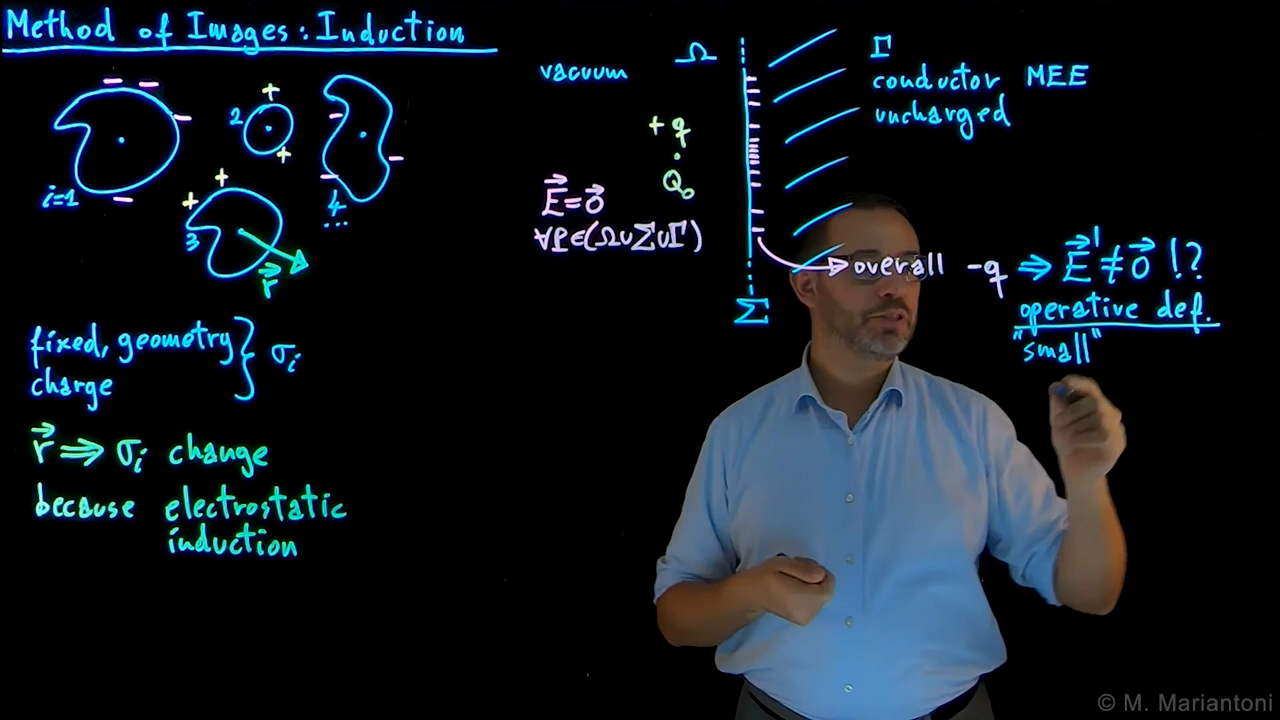 Method of Images: Induction
i=1
2
3
4
...
r⃗
fixed, geometry } σi
charge
r⃗ ⇒ σi change
because electrostatic
induction
vacuum
Ω
+q
Q₀
E⃗=0⃗
∀P∈(Ω∪Σ∪Γ)
Σ
Γ
conductor MEE
uncharged
overall -q ⇒ E⃗'≠0⃗ !?
operative def.
"small"
© M. Mariantoni